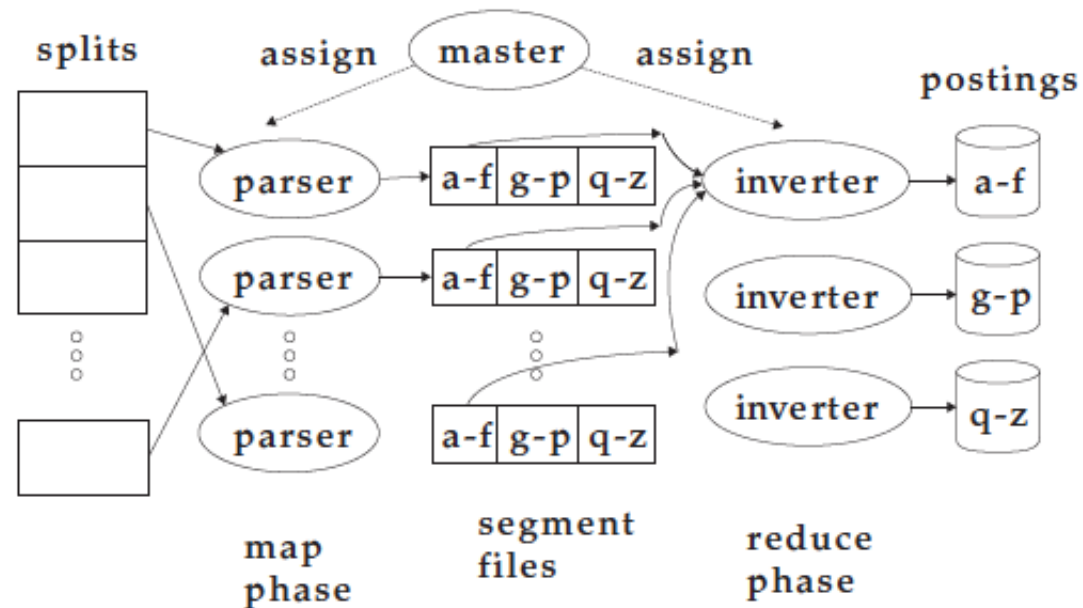 splits
assign
master
assign
postings
parser
a-f g-p q-z
inverter
a-f
parser
a-f g-p q-z
inverter
g-p
parser
a-f g-p q-z
inverter
q-z
map
phase
segment
files
reduce
phase